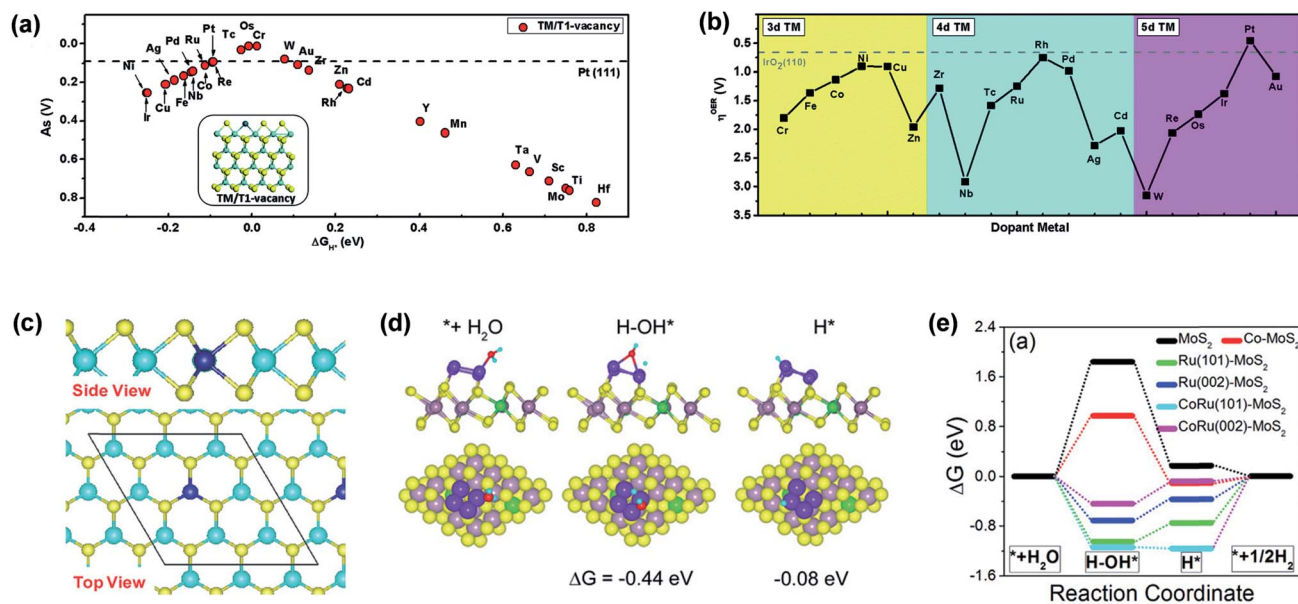 (a)
TM/T1-vacancy
0.0
0.2
0.4
0.6
0.8
As (V)
Pt
Os
Tc
Cr
Ru
Pd
Ag
Ni
W
Au
Zr
Pt (111)
Zn
Cd
Rh
Re
Co
Nb
Fe
Cu
Ir
Y
Mn
Ta
V
Sc
Ti
Mo
Hf
TM/T1-vacancy
-0.4 -0.2 0.0 0.2 0.4 0.6 0.8
ΔG_H* (eV)
(b)
3d TM
4d TM
5d TM
0.5
1.0
1.5
2.0
2.5
3.0
3.5
η^OER (V)
IrO₂(110)
Cr
Fe
Co
Ni
Cu
Zn
Zr
Nb
Tc
Ru
Rh
Pd
Ag
Cd
W
Re
Os
Ir
Pt
Au
Dopant Metal
(c)
Side View
Top View
(d)
*+ H₂O
H-OH*
H*
ΔG = -0.44 eV
-0.08 eV
(e)
(a)
2.4
1.6
0.8
0.0
-0.8
-1.6
ΔG (eV)
MoS₂
Co-MoS₂
Ru(101)-MoS₂
Ru(002)-MoS₂
CoRu(101)-MoS₂
CoRu(002)-MoS₂
*+H₂O
H-OH*
H*
*+1/2H₂
Reaction Coordinate